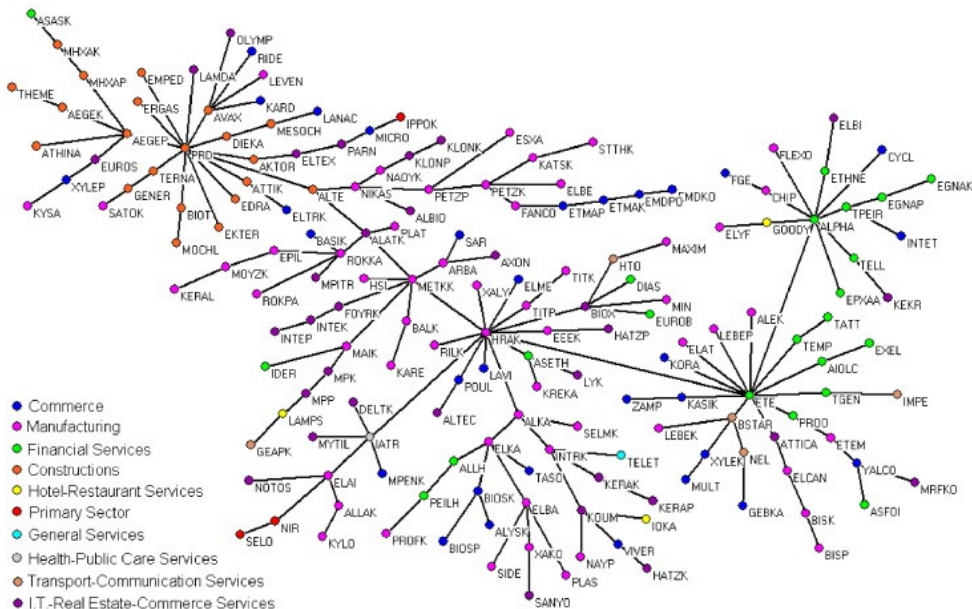 ASASK
OLYMP
MHXAK
RIDE
LEVEN
MHXAP
EMPED
LAMDA
THEME
ERGAS
AVAX
KARD
LANAC
AEGEK
MESOCH
IPPOK
MICRO
DIEKA
AEGEP
PRD
PARN
ATHINA
ELTEX
AKTOR
EUROS
TERNA
XYLEP
GENER
ATTIK
ALTE
KYSA
SATOK
BIOT
EDRA
ELTRK
EKTER
MOCHL
KLONK
KLONP
NAOYK
NIKAS
PETZP
ALBIO
ESXA
KATSK
STTHK
PETZK
ELBE
FANCO
ETMAP
ETMAK
EMDPO
MDKO
ELBI
FLEXO
CYCL
FGE
ETHNE
CHIP
EGNAK
EGNAP
TPEIR
GOODY
ALPHA
ELYF
INTET
TELL
EPXAA
KEKR
BASIK
PLAT
ALATK
EPIL
ROKKA
MOYZK
MPITR
KERAL
ROKPA
SAR
AXON
ARBA
HSL
METKK
FOYRK
INTEK
INTEP
BALK
MAIK
KARE
IDER
MPK
MPP
LAMPS
GEAPK
MAXIM
HTO
TITK
ELME
XALY
DIAS
TITP
BIOX
MIN
EUROB
HRAK
EEEK
HATZP
RILK
LAVI
ASETH
POUL
LYK
KREKA
ALTEC
DELTK
MYTIL
IATR
MPENK
ALKA
SELMK
ELKA
INTRK
TELET
ALLH
NOTOS
ELAI
PEILH
BIOSK
TASO
KERAK
ALLAK
ELBA
KOUM
KERAP
IOKA
NIR
PROFK
ALYSK
SELO
KYLO
BIOSP
XAKO
VIVER
SIDE
PLAS
NAYP
HATZK
SANYO
ALEK
LEBEP
TATT
TEMP
ELAT
EXEL
KORA
AIOLC
ETE
ZAMP
KASIK
TGEN
IMPE
BSTAR
PROO
LEBEK
ATTICA
ETEM
XYLEK
NEL
YALCO
ELCAN
MULT
MRFKO
GEBKA
BISK
ASFOI
BISP
Commerce
Manufacturing
Financial Services
Constructions
Hotel-Restaurant Services
Primary Sector
General Services
Health-Public Care Services
Transport-Communication Services
I.T.-Real Estate-Commerce Services